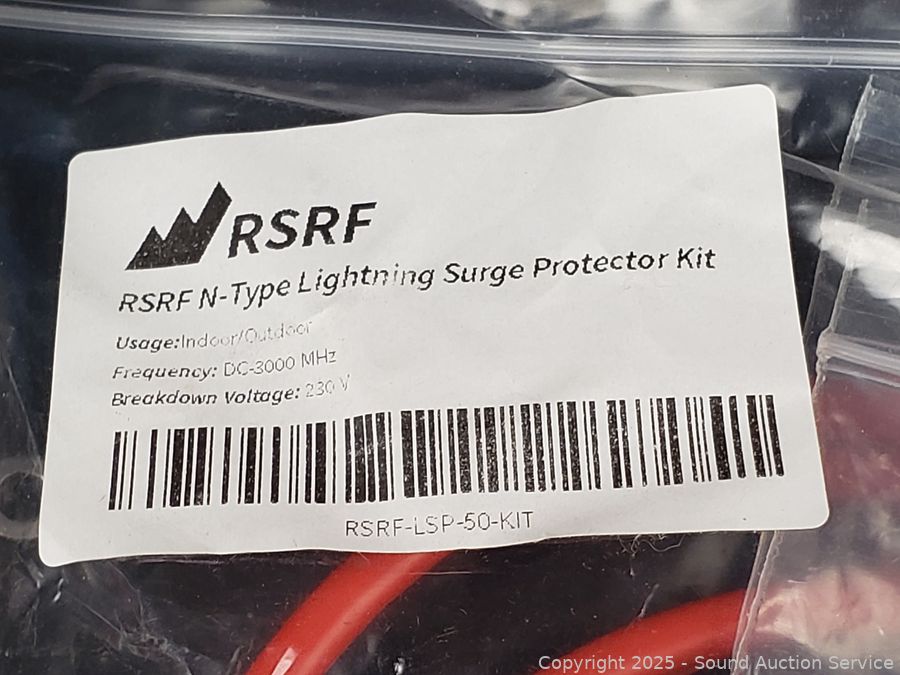 RSRF
RSRF N-Type Lightning Surge Protector Kit
Usage:Indoor/Outdoor
Frequency: DC-3000 MHz
Breakdown Voltage: 230 V
RSRF-LSP-50-KIT
Copyright 2025 - Sound Auction Service